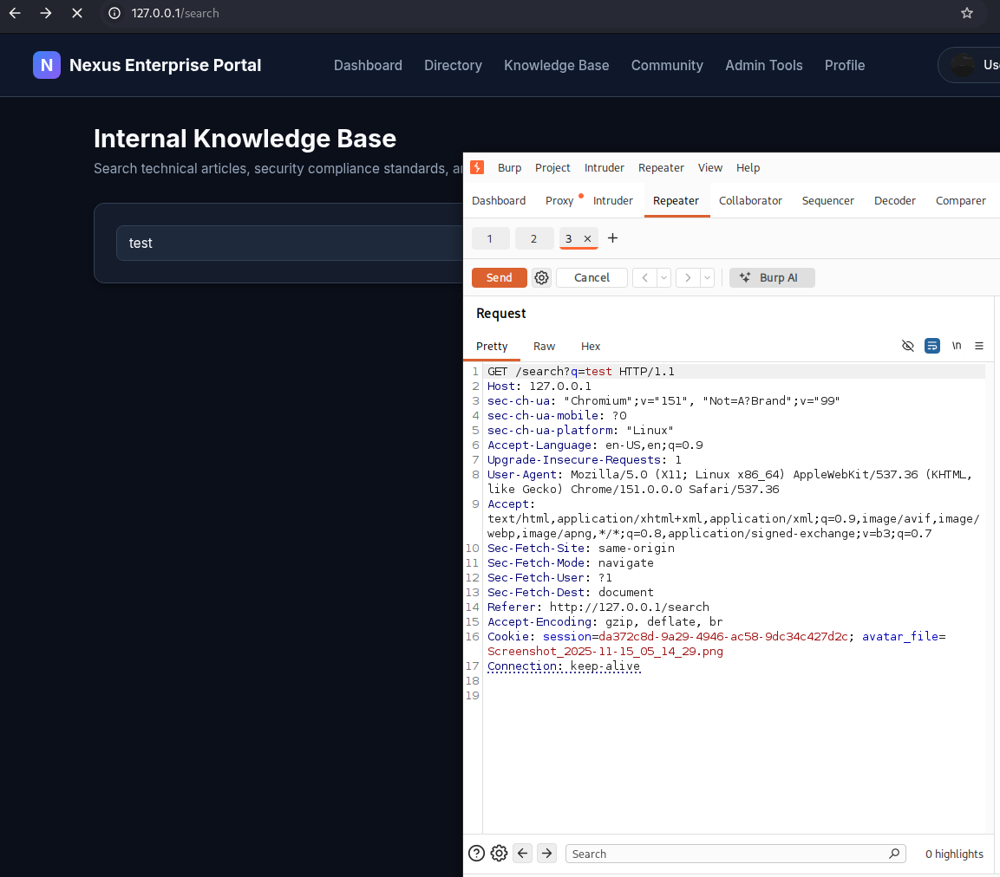 127.0.0.1/search
N Nexus Enterprise Portal Dashboard Directory Knowledge Base Community Admin Tools Profile
Internal Knowledge Base
Search technical articles, security compliance standards,
test
Burp Project Intruder Repeater View Help
Dashboard Proxy Intruder Repeater Collaborator Sequencer Decoder Comparer
1 2 3 × +
Send Cancel < > Burp AI
Request
Pretty Raw Hex \n
1 GET /search?q=test HTTP/1.1
2 Host: 127.0.0.1
3 sec-ch-ua: "Chromium";v="151", "Not=A?Brand";v="99"
4 sec-ch-ua-mobile: ?0
5 sec-ch-ua-platform: "Linux"
6 Accept-Language: en-US,en;q=0.9
7 Upgrade-Insecure-Requests: 1
8 User-Agent: Mozilla/5.0 (X11; Linux x86_64) AppleWebKit/537.36 (KHTML,
like Gecko) Chrome/151.0.0.0 Safari/537.36
9 Accept:
text/html,application/xhtml+xml,application/xml;q=0.9,image/avif,image/
webp,image/apng,*/*;q=0.8,application/signed-exchange;v=b3;q=0.7
10 Sec-Fetch-Site: same-origin
11 Sec-Fetch-Mode: navigate
12 Sec-Fetch-User: ?1
13 Sec-Fetch-Dest: document
14 Referer: http://127.0.0.1/search
15 Accept-Encoding: gzip, deflate, br
16 Cookie: session=da372c8d-9a29-4946-ac58-9dc34c427d2c; avatar_file=
Screenshot_2025-11-15_05_14_29.png
17 Connection: keep-alive
18
19
Search 0 highlights